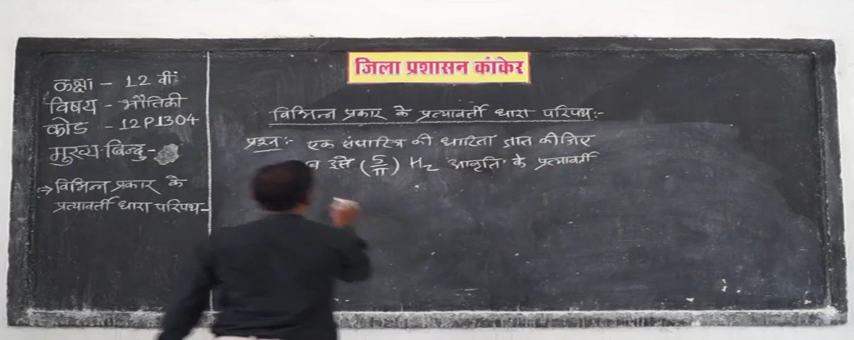 जिला प्रशासन कांकेर
कक्षा - 12 वीं
विषय - भौतिकी
कोड - 12P1304
मुख्य बिन्दु -
→ विभिन्न प्रकार के
प्रत्यावर्ती धारा परिपथ -
विभिन्न प्रकार के प्रत्यावर्ती धारा परिपथ :-
प्रश्न :- एक संधारित्र की धारिता ज्ञात कीजिए
उसे (5/π) Hz आवृति के प्रत्यावर्ती